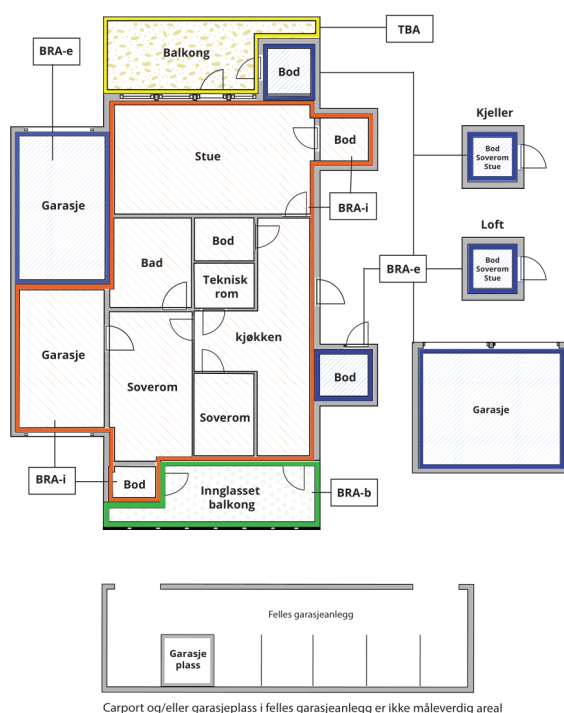 TBA
BRA-e
Balkong
Bod
Kjeller
Bod
Soverom
Stue
Stue
Bod
Garasje
BRA-i
Loft
Bod
Bod
Soverom
Stue
Bad
BRA-e
Teknisk
rom
kjøkken
Garasje
Bod
Soverom
Garasje
Soverom
BRA-i
Bod
Innglasset
balkong
BRA-b
Felles garasjeanlegg
Garasje
plass
Carport og/eller garasjeplass i felles garasjeanlegg er ikke måleverdig areal